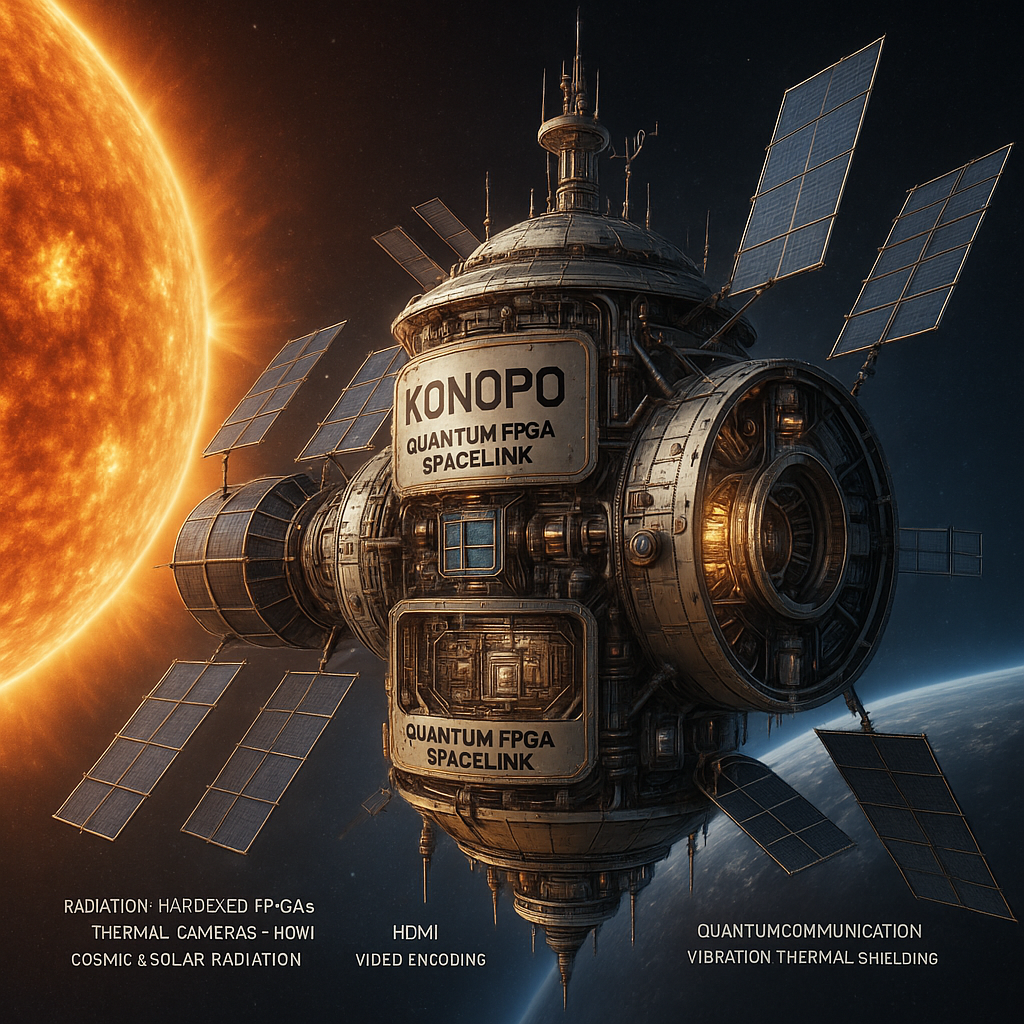 KONOPO
QUANTUM FPGA
SPACELINK
QUANTUM FPGA
SPACELINK
RADIATION· HARDEXED FP·GAs
THERMAL CAMERAS - HOWI
COSMIC & SOLAR RADIATION
HDMI
VIDEO ENCODING
QUANTUMCOMMUNICATION
VIBRATION THERMAL SHIELDING